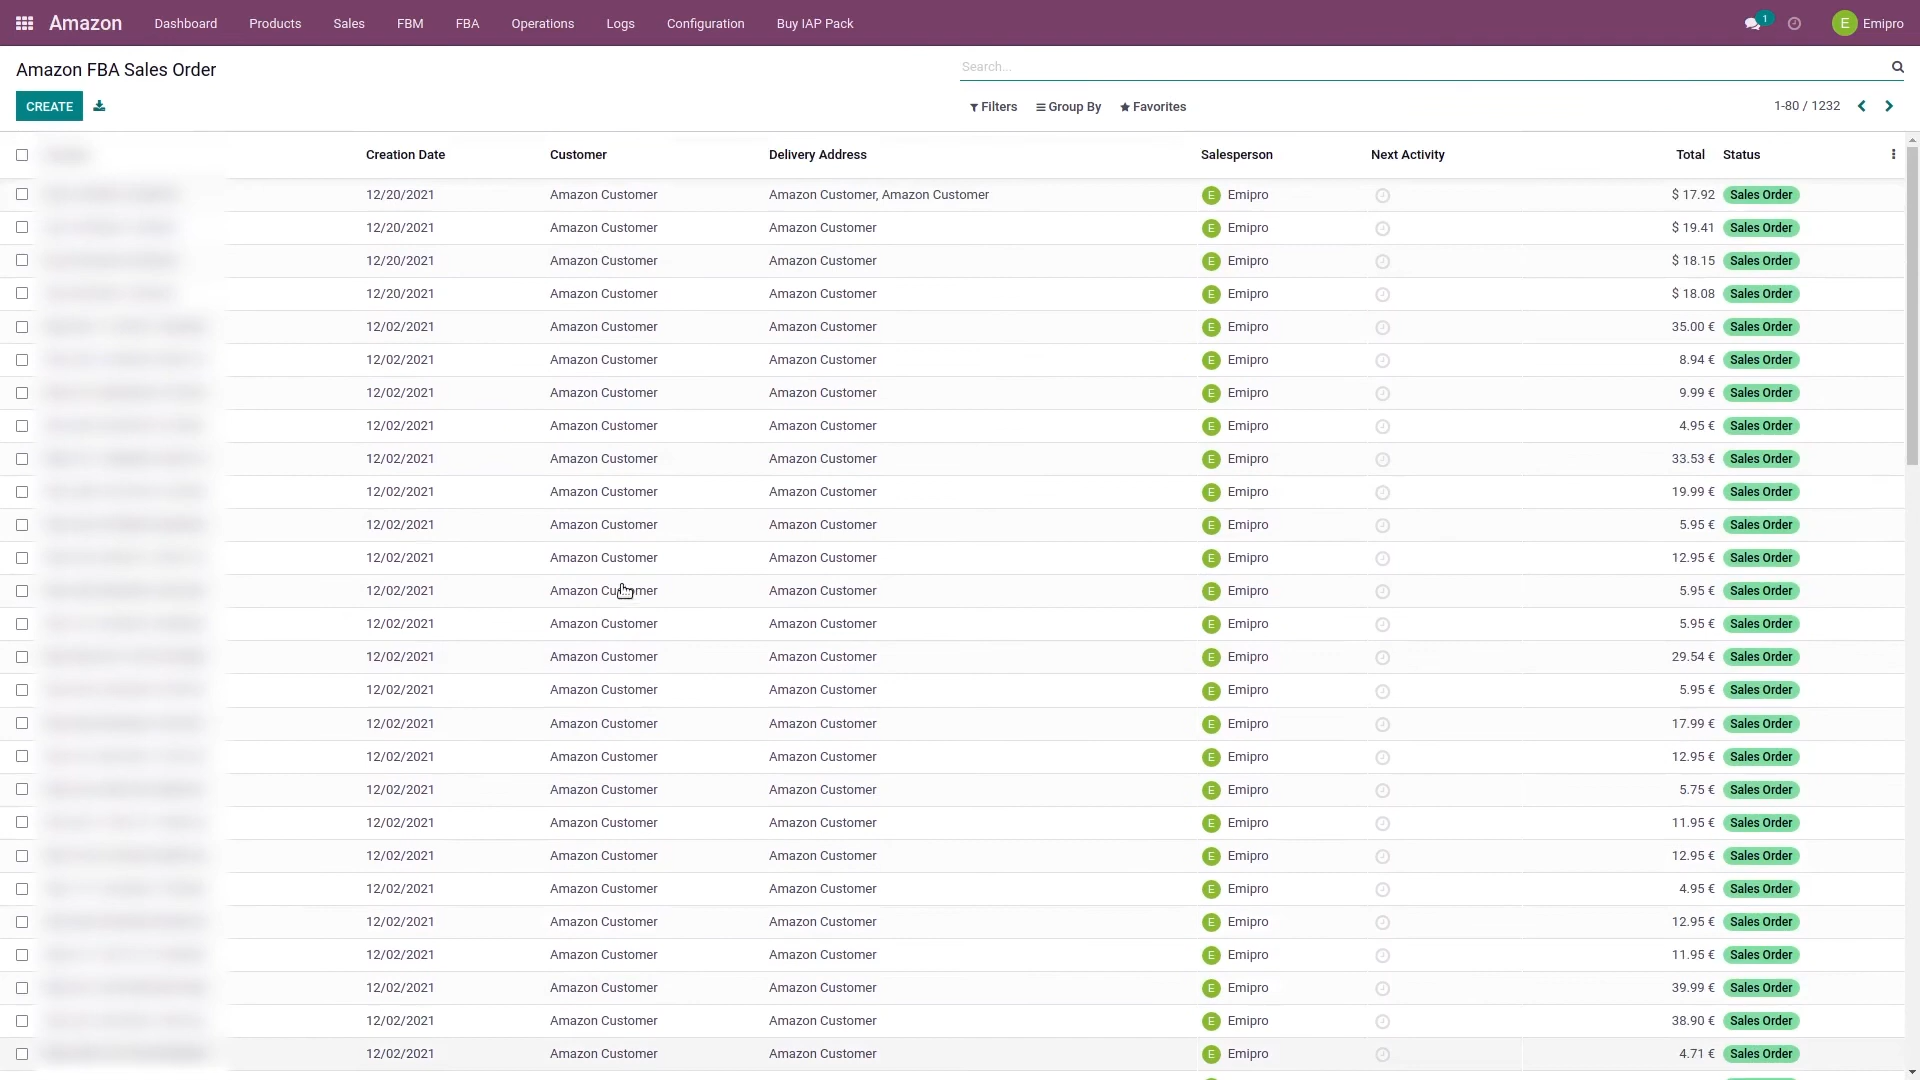 Amazon Dashboard Products Sales FBM FBA Operations Logs Configuration Buy IAP Pack 1 E Emipro
Amazon FBA Sales Order Search...
CREATE Filters Group By Favorites 1-80 / 1232
Creation Date Customer Delivery Address Salesperson Next Activity Total Status
12/20/2021 Amazon Customer Amazon Customer, Amazon Customer E Emipro $ 17.92 Sales Order
12/20/2021 Amazon Customer Amazon Customer E Emipro $ 19.41 Sales Order
12/20/2021 Amazon Customer Amazon Customer E Emipro $ 18.15 Sales Order
12/20/2021 Amazon Customer Amazon Customer E Emipro $ 18.08 Sales Order
12/02/2021 Amazon Customer Amazon Customer E Emipro 35.00 € Sales Order
12/02/2021 Amazon Customer Amazon Customer E Emipro 8.94 € Sales Order
12/02/2021 Amazon Customer Amazon Customer E Emipro 9.99 € Sales Order
12/02/2021 Amazon Customer Amazon Customer E Emipro 4.95 € Sales Order
12/02/2021 Amazon Customer Amazon Customer E Emipro 33.53 € Sales Order
12/02/2021 Amazon Customer Amazon Customer E Emipro 19.99 € Sales Order
12/02/2021 Amazon Customer Amazon Customer E Emipro 5.95 € Sales Order
12/02/2021 Amazon Customer Amazon Customer E Emipro 12.95 € Sales Order
12/02/2021 Amazon Customer Amazon Customer E Emipro 5.95 € Sales Order
12/02/2021 Amazon Customer Amazon Customer E Emipro 5.95 € Sales Order
12/02/2021 Amazon Customer Amazon Customer E Emipro 29.54 € Sales Order
12/02/2021 Amazon Customer Amazon Customer E Emipro 5.95 € Sales Order
12/02/2021 Amazon Customer Amazon Customer E Emipro 17.99 € Sales Order
12/02/2021 Amazon Customer Amazon Customer E Emipro 12.95 € Sales Order
12/02/2021 Amazon Customer Amazon Customer E Emipro 5.75 € Sales Order
12/02/2021 Amazon Customer Amazon Customer E Emipro 11.95 € Sales Order
12/02/2021 Amazon Customer Amazon Customer E Emipro 12.95 € Sales Order
12/02/2021 Amazon Customer Amazon Customer E Emipro 4.95 € Sales Order
12/02/2021 Amazon Customer Amazon Customer E Emipro 12.95 € Sales Order
12/02/2021 Amazon Customer Amazon Customer E Emipro 11.95 € Sales Order
12/02/2021 Amazon Customer Amazon Customer E Emipro 39.99 € Sales Order
12/02/2021 Amazon Customer Amazon Customer E Emipro 38.90 € Sales Order
12/02/2021 Amazon Customer Amazon Customer E Emipro 4.71 € Sales Order